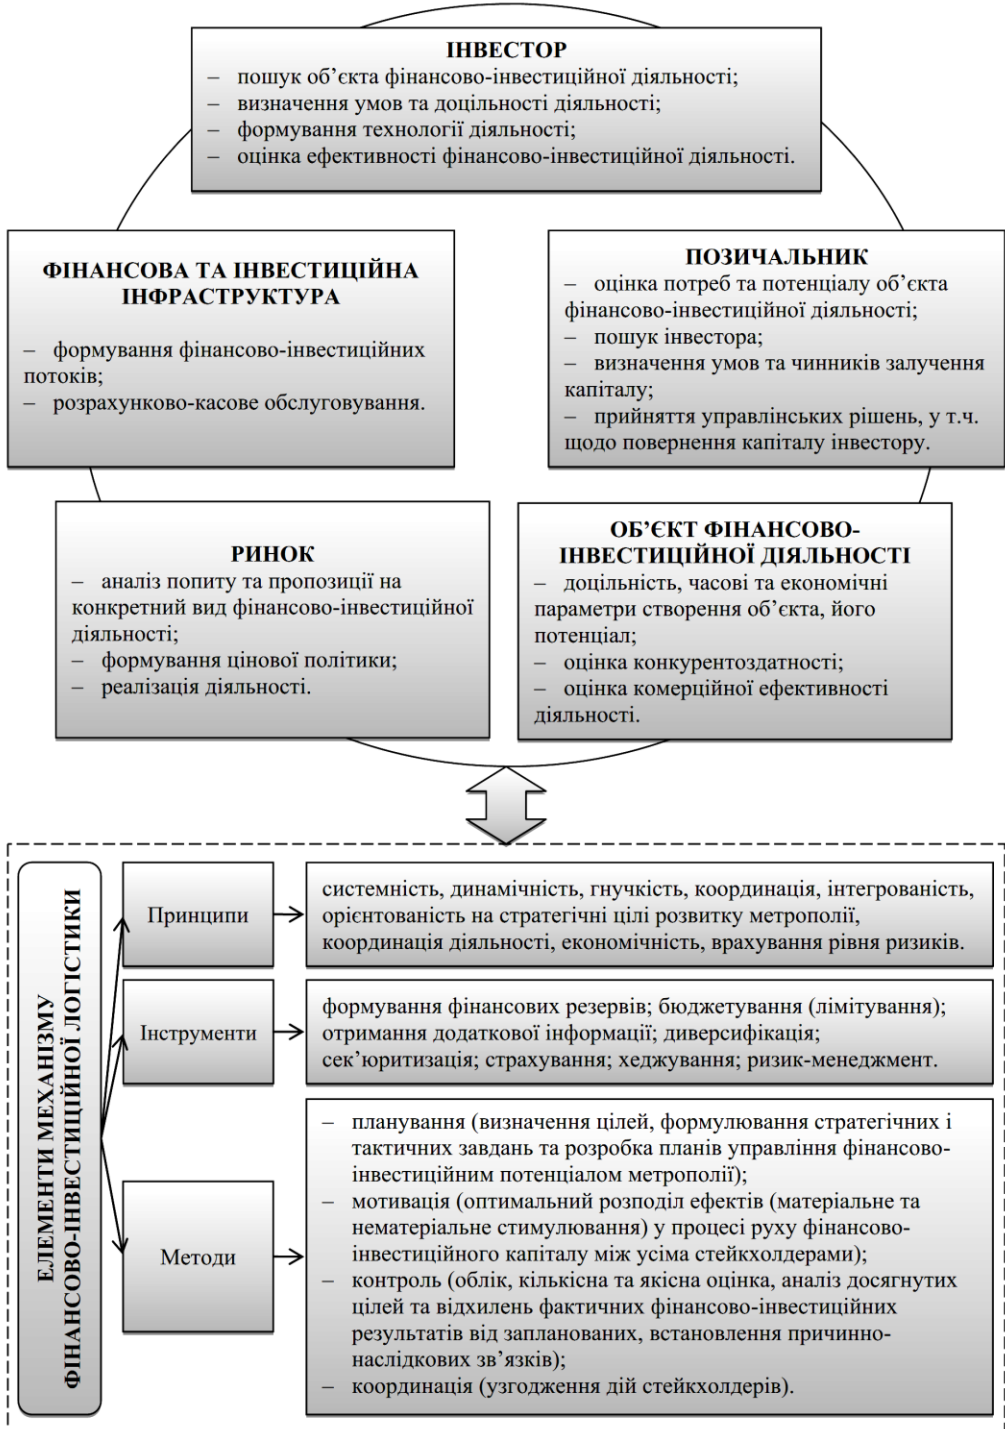 ІНВЕСТОР
– пошук об’єкта фінансово-інвестиційної діяльності;
– визначення умов та доцільності діяльності;
– формування технології діяльності;
– оцінка ефективності фінансово-інвестиційної діяльності.
ФІНАНСОВА ТА ІНВЕСТИЦІЙНА
ІНФРАСТРУКТУРА
– формування фінансово-інвестиційних
потоків;
– розрахунково-касове обслуговування.
ПОЗИЧАЛЬНИК
– оцінка потреб та потенціалу об’єкта
фінансово-інвестиційної діяльності;
– пошук інвестора;
– визначення умов та чинників залучення
капіталу;
– прийняття управлінських рішень, у т.ч.
щодо повернення капіталу інвестору.
РИНОК
– аналіз попиту та пропозиції на
конкретний вид фінансово-інвестиційної
діяльності;
– формування цінової політики;
– реалізація діяльності.
ОБ’ЄКТ ФІНАНСОВО-
ІНВЕСТИЦІЙНОЇ ДІЯЛЬНОСТІ
– доцільність, часові та економічні
параметри створення об’єкта, його
потенціал;
– оцінка конкурентоздатності;
– оцінка комерційної ефективності
діяльності.
ЕЛЕМЕНТИ МЕХАНІЗМУ
ФІНАНСОВО-ІНВЕСТИЦІЙНОЇ ЛОГІСТИКИ
Принципи
системність, динамічність, гнучкість, координація, інтегрованість,
орієнтованість на стратегічні цілі розвитку метрополії,
координація діяльності, економічність, врахування рівня ризиків.
Інструменти
формування фінансових резервів; бюджетування (лімітування);
отримання додаткової інформації; диверсифікація;
сек’юритизація; страхування; хеджування; ризик-менеджмент.
Методи
– планування (визначення цілей, формулювання стратегічних і
тактичних завдань та розробка планів управління фінансово-
інвестиційним потенціалом метрополії);
– мотивація (оптимальний розподіл ефектів (матеріальне та
нематеріальне стимулювання) у процесі руху фінансово-
інвестиційного капіталу між усіма стейкхолдерами);
– контроль (облік, кількісна та якісна оцінка, аналіз досягнутих
цілей та відхилень фактичних фінансово-інвестиційних
результатів від запланованих, встановлення причинно-
наслідкових зв’язків);
– координація (узгодження дій стейкхолдерів).